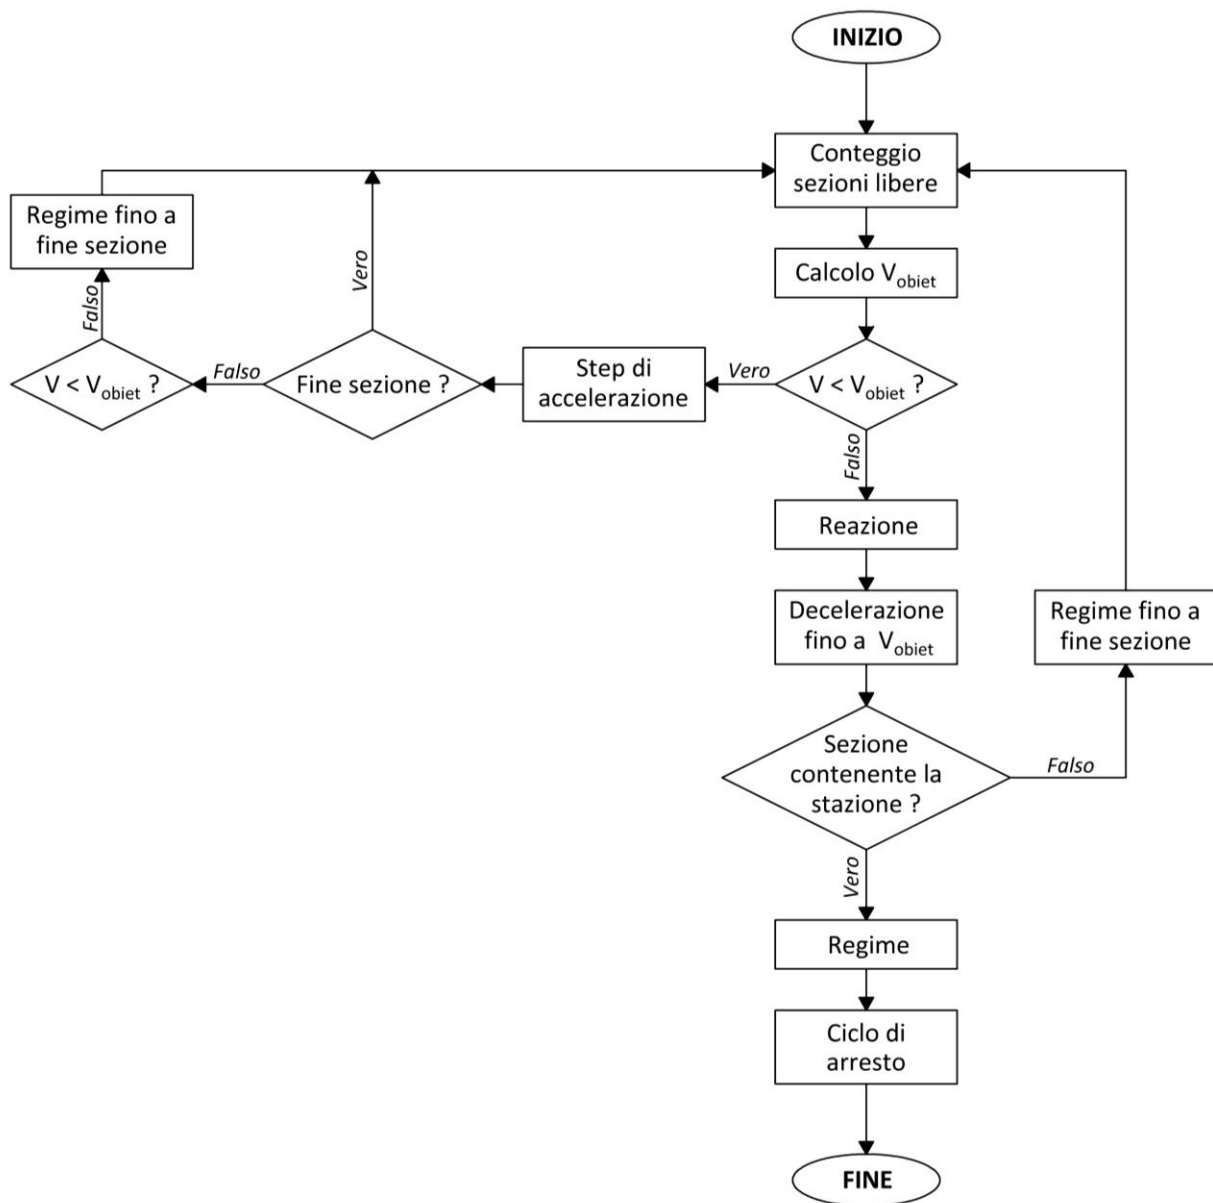 INIZIO
Conteggio
sezioni libere
Calcolo V_obiet
V < V_obiet ?
Vero
Step di
accelerazione
Fine sezione ?
Vero
Falso
V < V_obiet ?
Falso
Regime fino a
fine sezione
Falso
Reazione
Decelerazione
fino a V_obiet
Sezione
contenente la
stazione ?
Falso
Regime fino a
fine sezione
Vero
Regime
Ciclo di
arresto
FINE